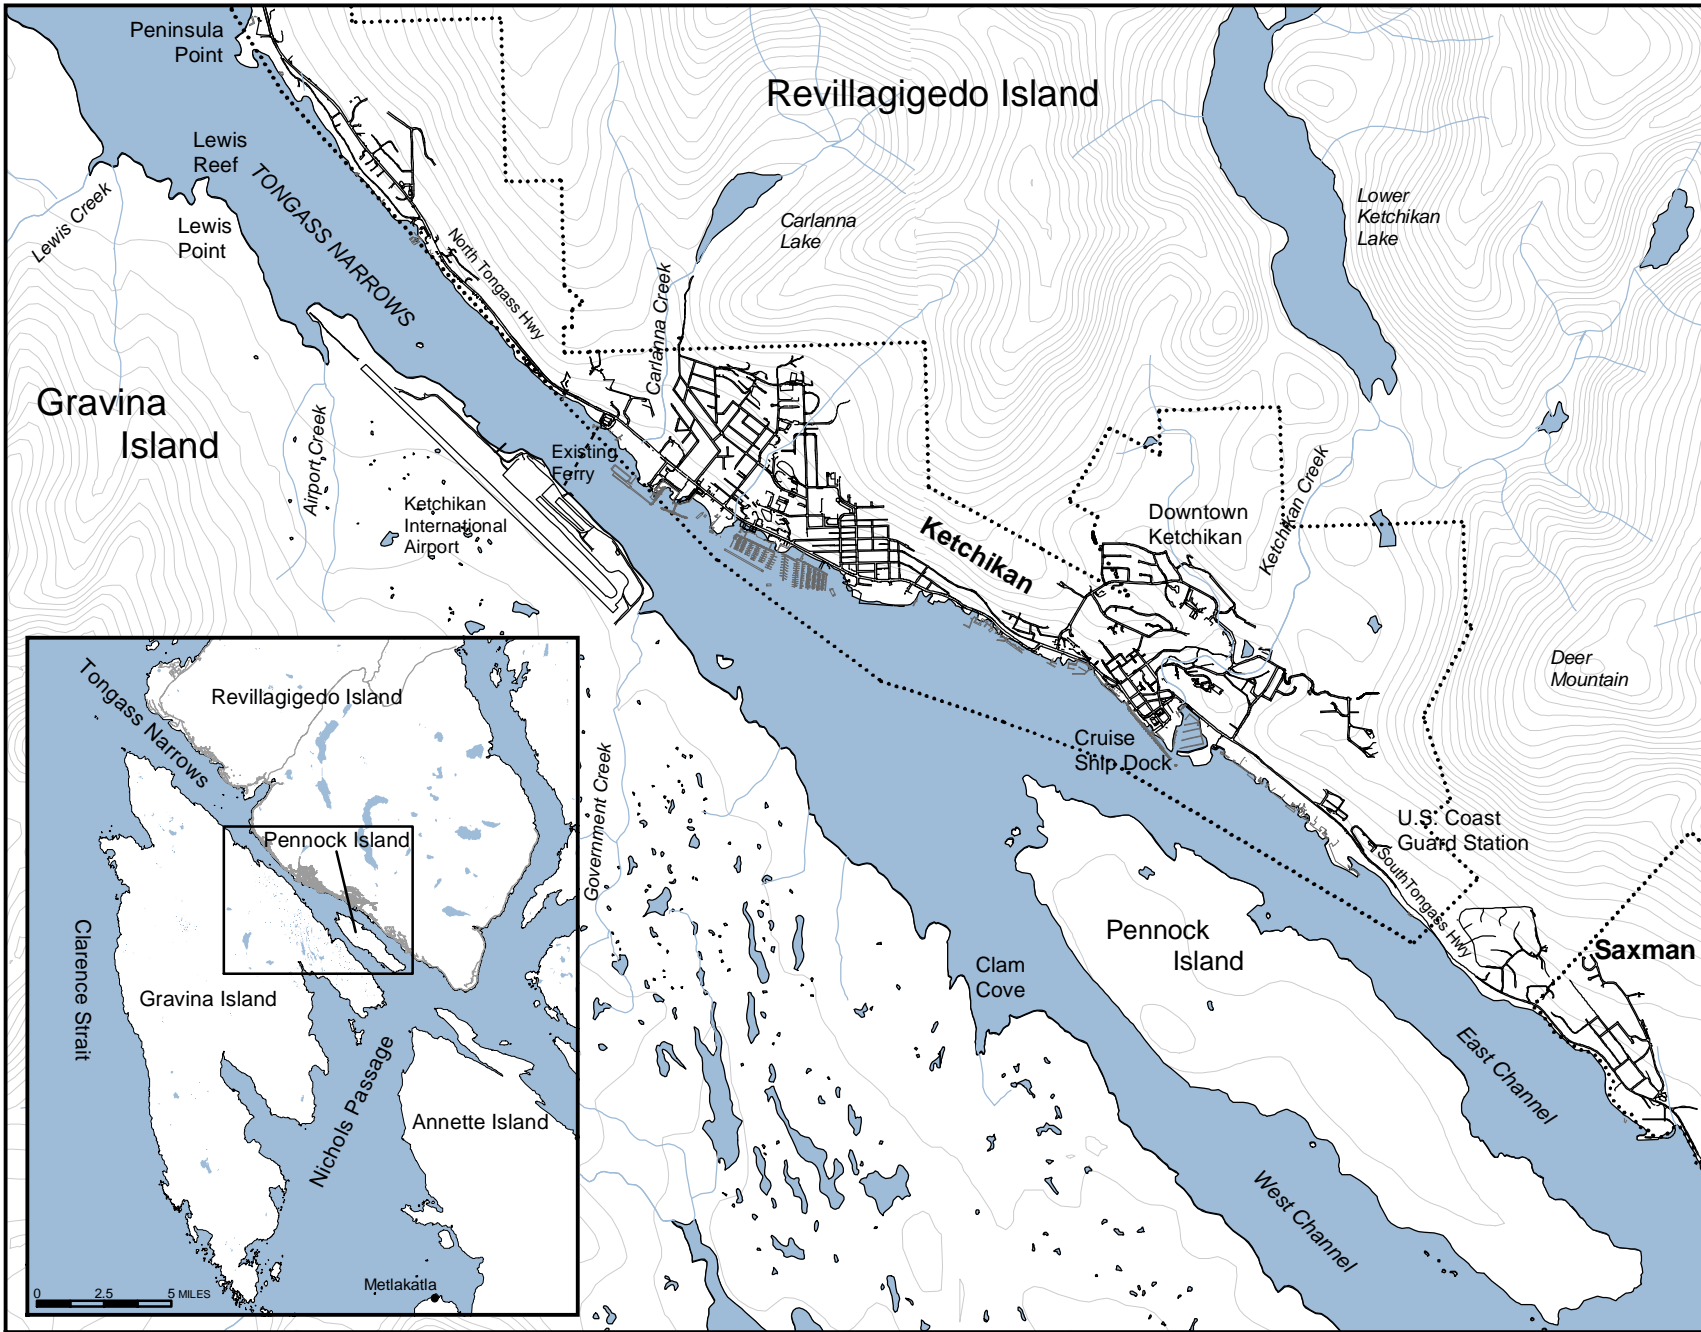 Peninsula
Point
Revillagigedo Island
Lewis
Reef
TONGASS NARROWS
Lewis Creek
Lewis
Point
North Tongass Hwy
Carlanna
Lake
Lower
Ketchikan
Lake
Carlanna Creek
Gravina
Island
Airport Creek
Existing
Ferry
Ketchikan
International
Airport
Ketchikan
Downtown
Ketchikan
Ketchikan Creek
Deer
Mountain
Cruise
Ship Dock
Government Creek
U.S. Coast
Guard Station
South Tongass Hwy
Pennock
Island
Saxman
Clam
Cove
East Channel
West Channel
Tongass Narrows
Revillagigedo Island
Pennock Island
Clarence Strait
Gravina Island
Nichols Passage
Annette Island
Metlakatla
0 2.5 5 MILES